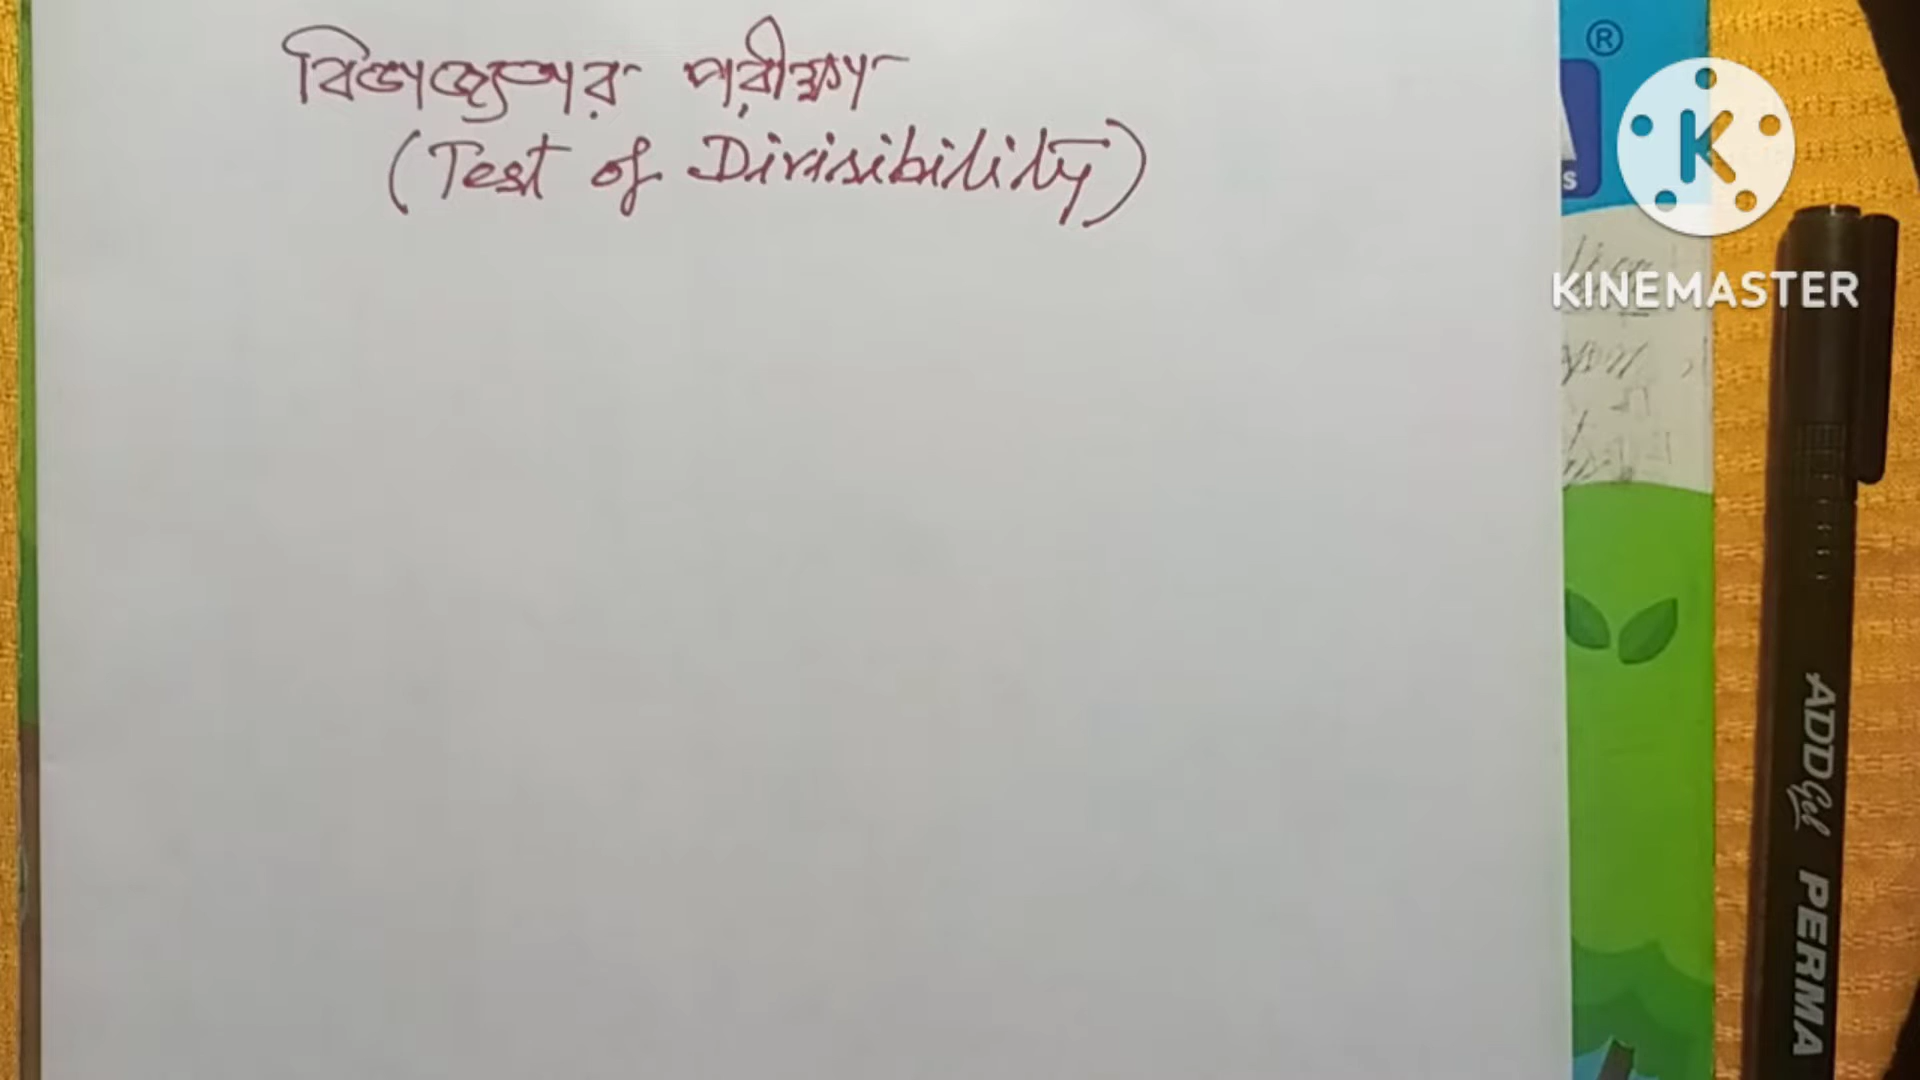 বিভাজ্যতার পরীক্ষা
(Test of Divisibility)
®
A
s
K
KINEMASTER
ADD Gel PERMA